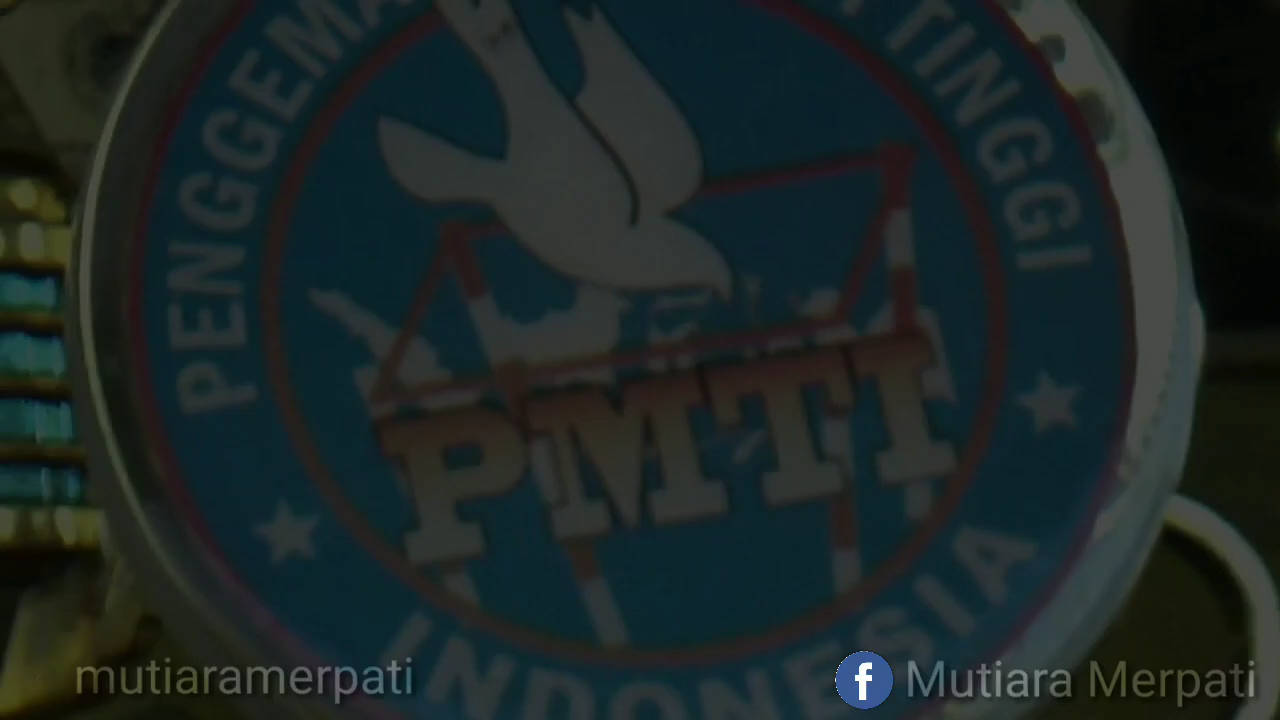 PENGGEMA
TINGGI
PMTI
INDONESIA
mutiaramerpati
Mutiara Merpati